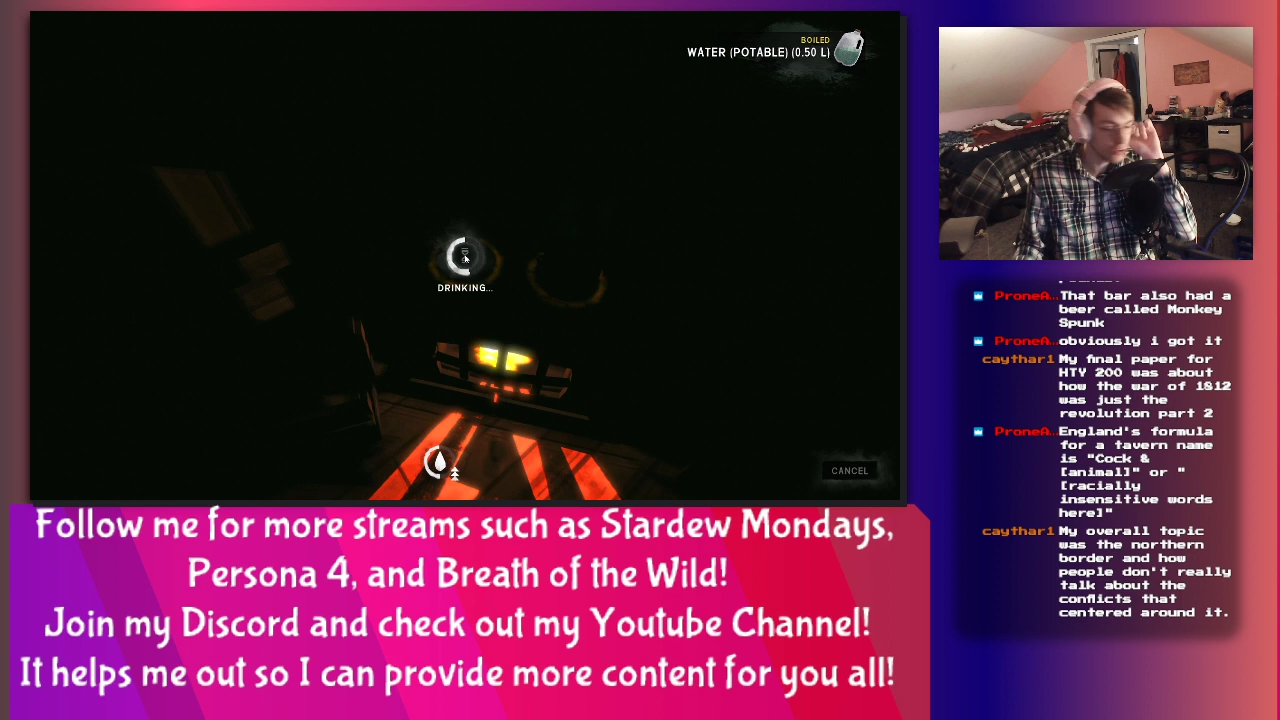 BOILED
WATER (POTABLE) (0.50 L)
DRINKING...
CANCEL
Follow me for more streams such as Stardew Mondays,
Persona 4, and Breath of the Wild!
Join my Discord and check out my Youtube Channel!
It helps me out so I can provide more content for you all!
ProneA.. That bar also had a
beer called Monkey
Spunk
ProneA.. obviously i got it
caythar1 My final paper for
HTY 200 was about
how the war of 1812
was just the
revolution part 2
ProneA.. England's formula
for a tavern name
is "Cock &
[animal]" or "
[racially
insensitive words
here]"
caythar1 My overall topic
was the northern
border and how
people don't really
talk about the
conflicts that
centered around it.